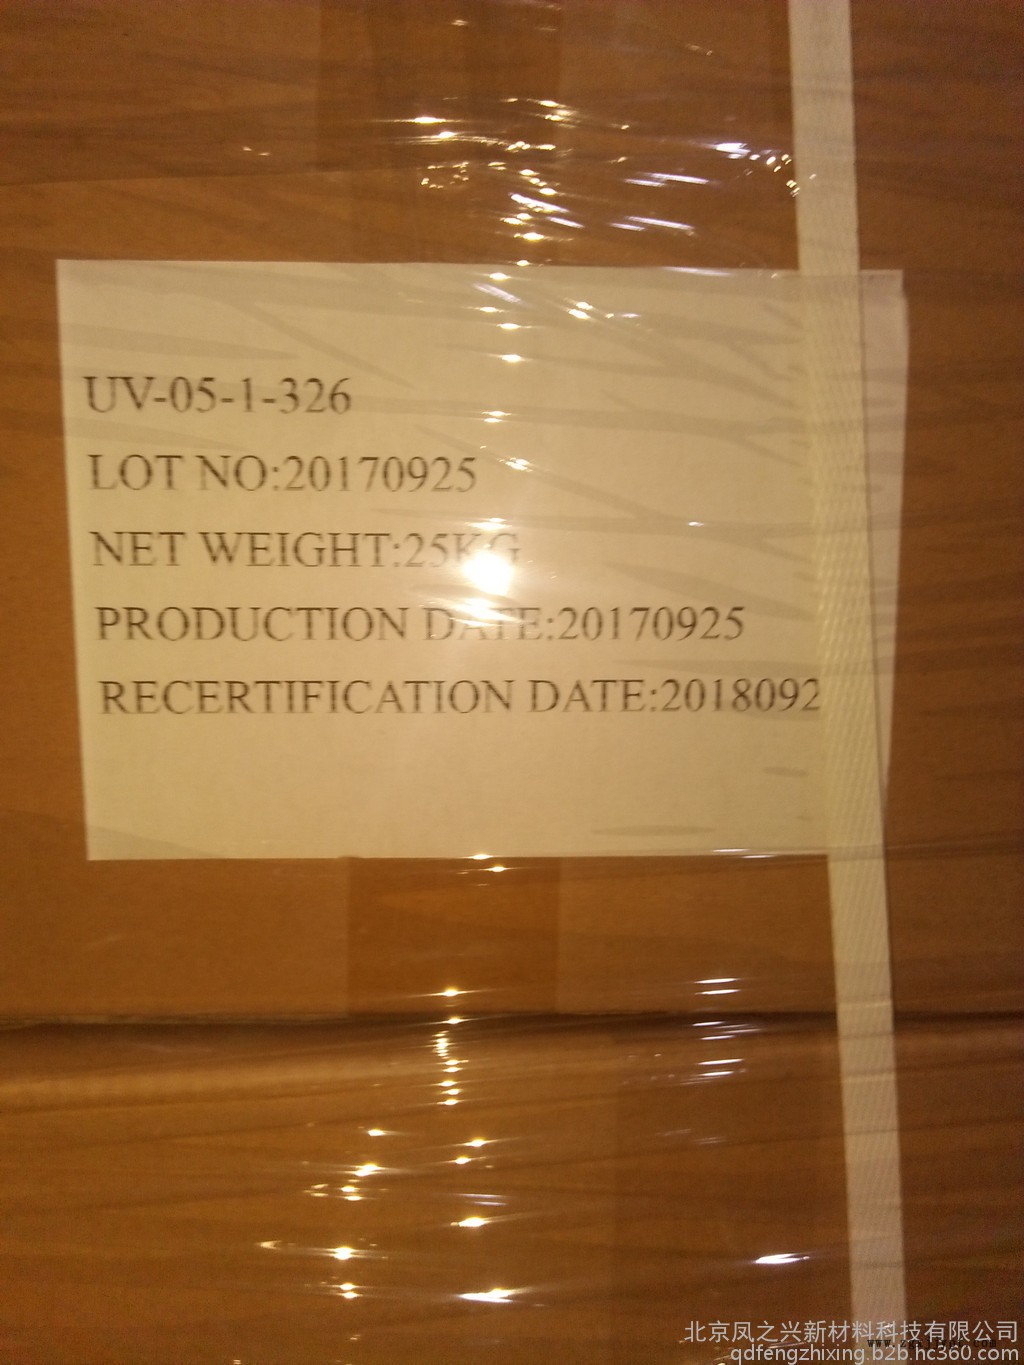 UV-05-1-326
LOT NO:20170925
NET WEIGHT:25KG
PRODUCTION DATE:20170925
RECERTIFICATION DATE:2018092
北京凤之兴新材料科技有限公司
qdfengzhixing.b2b.hc360.com